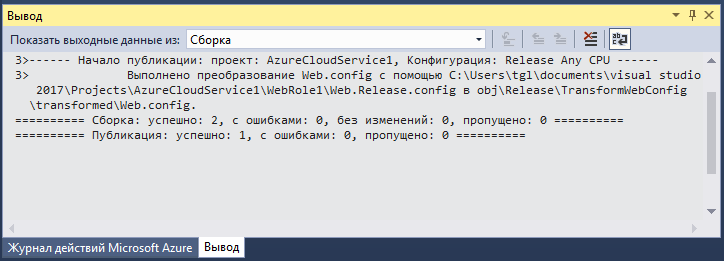 Вывод
Показать выходные данные из: Сборка
3>------ Начало публикации: проект: AzureCloudService1, Конфигурация: Release Any CPU ------
3> Выполнено преобразование Web.config с помощью C:\Users\tgl\documents\visual studio
2017\Projects\AzureCloudService1\WebRole1\Web.Release.config в obj\Release\TransformWebConfig
\transformed\Web.config.
========== Сборка: успешно: 2, с ошибками: 0, без изменений: 0, пропущено: 0 ==========
========== Публикация: успешно: 1, с ошибками: 0, пропущено: 0 ==========
Журнал действий Microsoft Azure Вывод